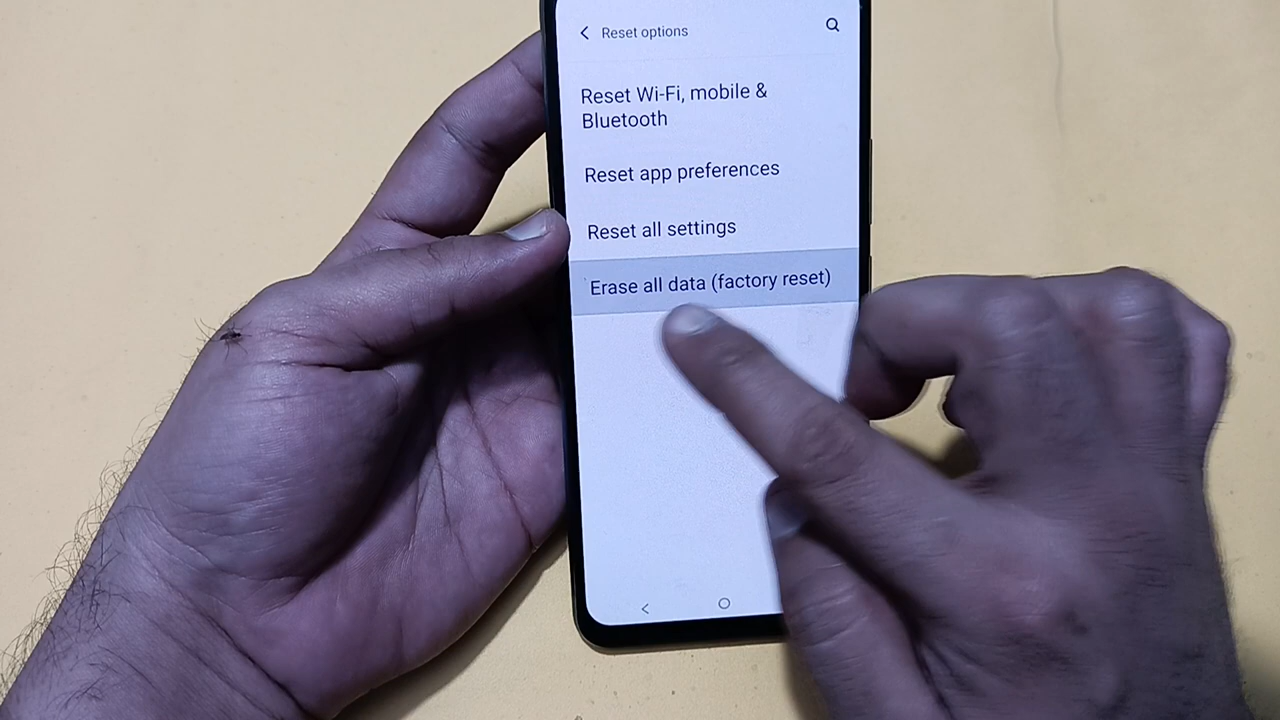 Reset options
Reset Wi-Fi, mobile &
Bluetooth
Reset app preferences
Reset all settings
Erase all data (factory reset)